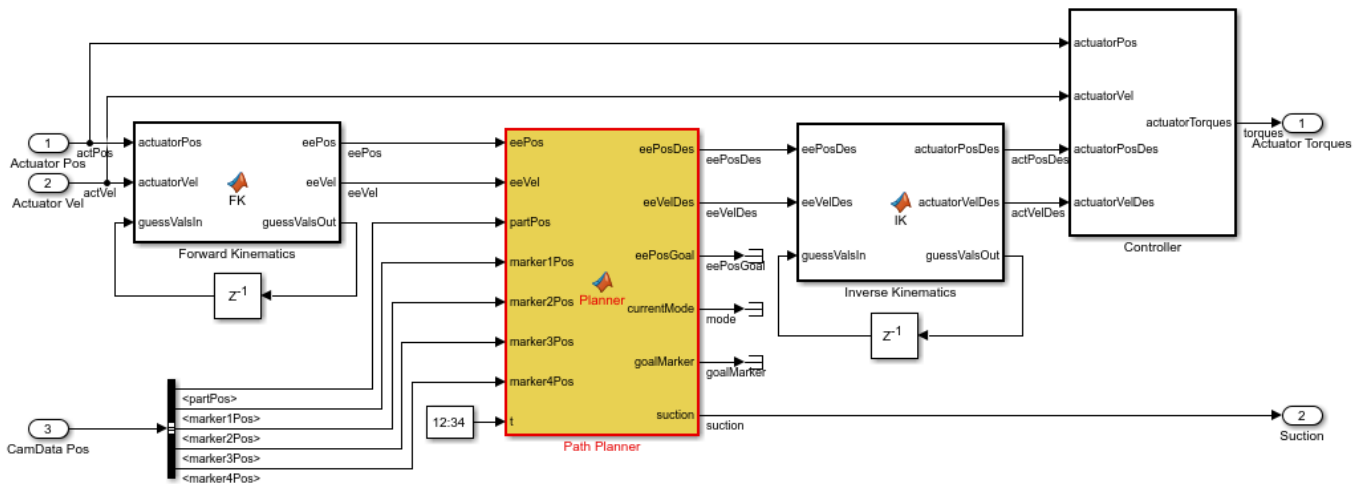 1
Actuator Pos
actPos
2
Actuator Vel
actVel
actuatorPos
eePos
actuatorVel
eeVel
FK
guessValsIn
guessValsOut
Forward Kinematics
Z-1
eePos
eeVel
3
CamData Pos
<partPos>
<marker1Pos>
<marker2Pos>
<marker3Pos>
<marker4Pos>
12:34
eePos
eeVel
partPos
marker1Pos
marker2Pos
marker3Pos
marker4Pos
t
Planner
eePosDes
eeVelDes
eePosGoal
currentMode
goalMarker
suction
Path Planner
eePosDes
eeVelDes
eePosGoal
mode
goalMarker
suction
eePosDes
actuatorPosDes
eeVelDes
actuatorVelDes
IK
guessValsIn
guessValsOut
Inverse Kinematics
Z-1
actPosDes
actVelDes
actuatorPos
actuatorVel
actuatorTorques
actuatorPosDes
actuatorVelDes
Controller
torques
1
Actuator Torques
2
Suction